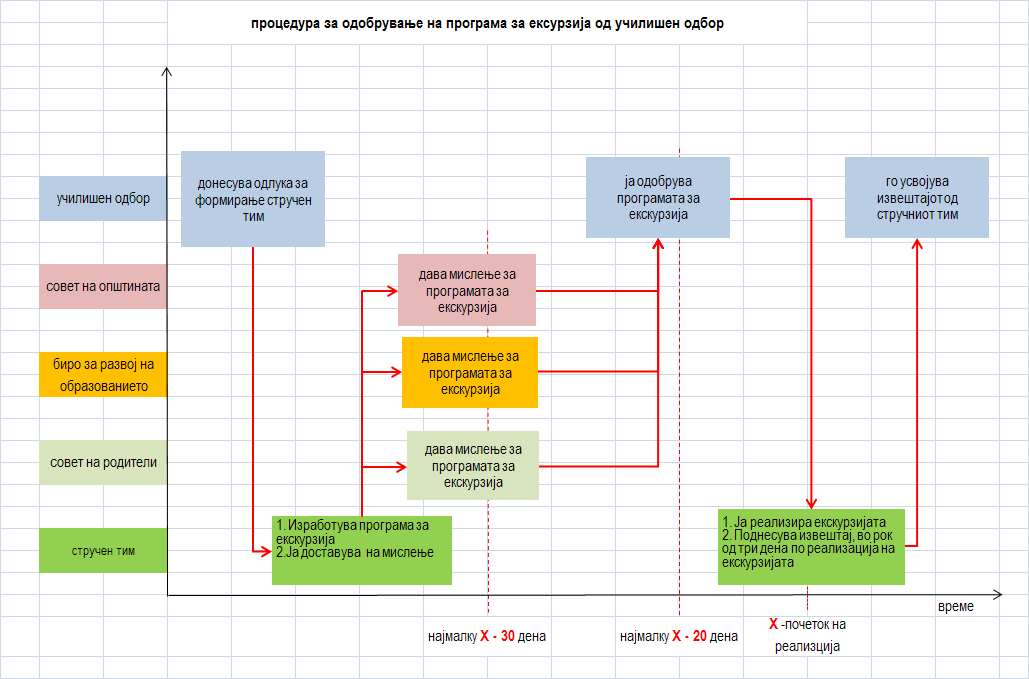 процедура за одобрување на програма за ексурзија од училишен одбор
училишен одбор
донесува одлука за
формирање стручен
тим
ја одобрува
програмата за
екскурзија
го усвојува
извештајот од
стручниот тим
совет на општината
дава мислење за
програмата за
екскурзија
биро за развој на
образованието
дава мислење за
програмата за
екскурзија
совет на родители
дава мислење за
програмата за
екскурзија
стручен тим
1. Изработува програма за
екскурзија
2.Ја доставува на мислење
1. Ја реализира екскурзијата
2. Поднесува извештај, во рок
од три дена по реализација на
екскурзијата
време
најмалку X - 30 дена
најмалку X - 20 дена
X -почеток на
реализција